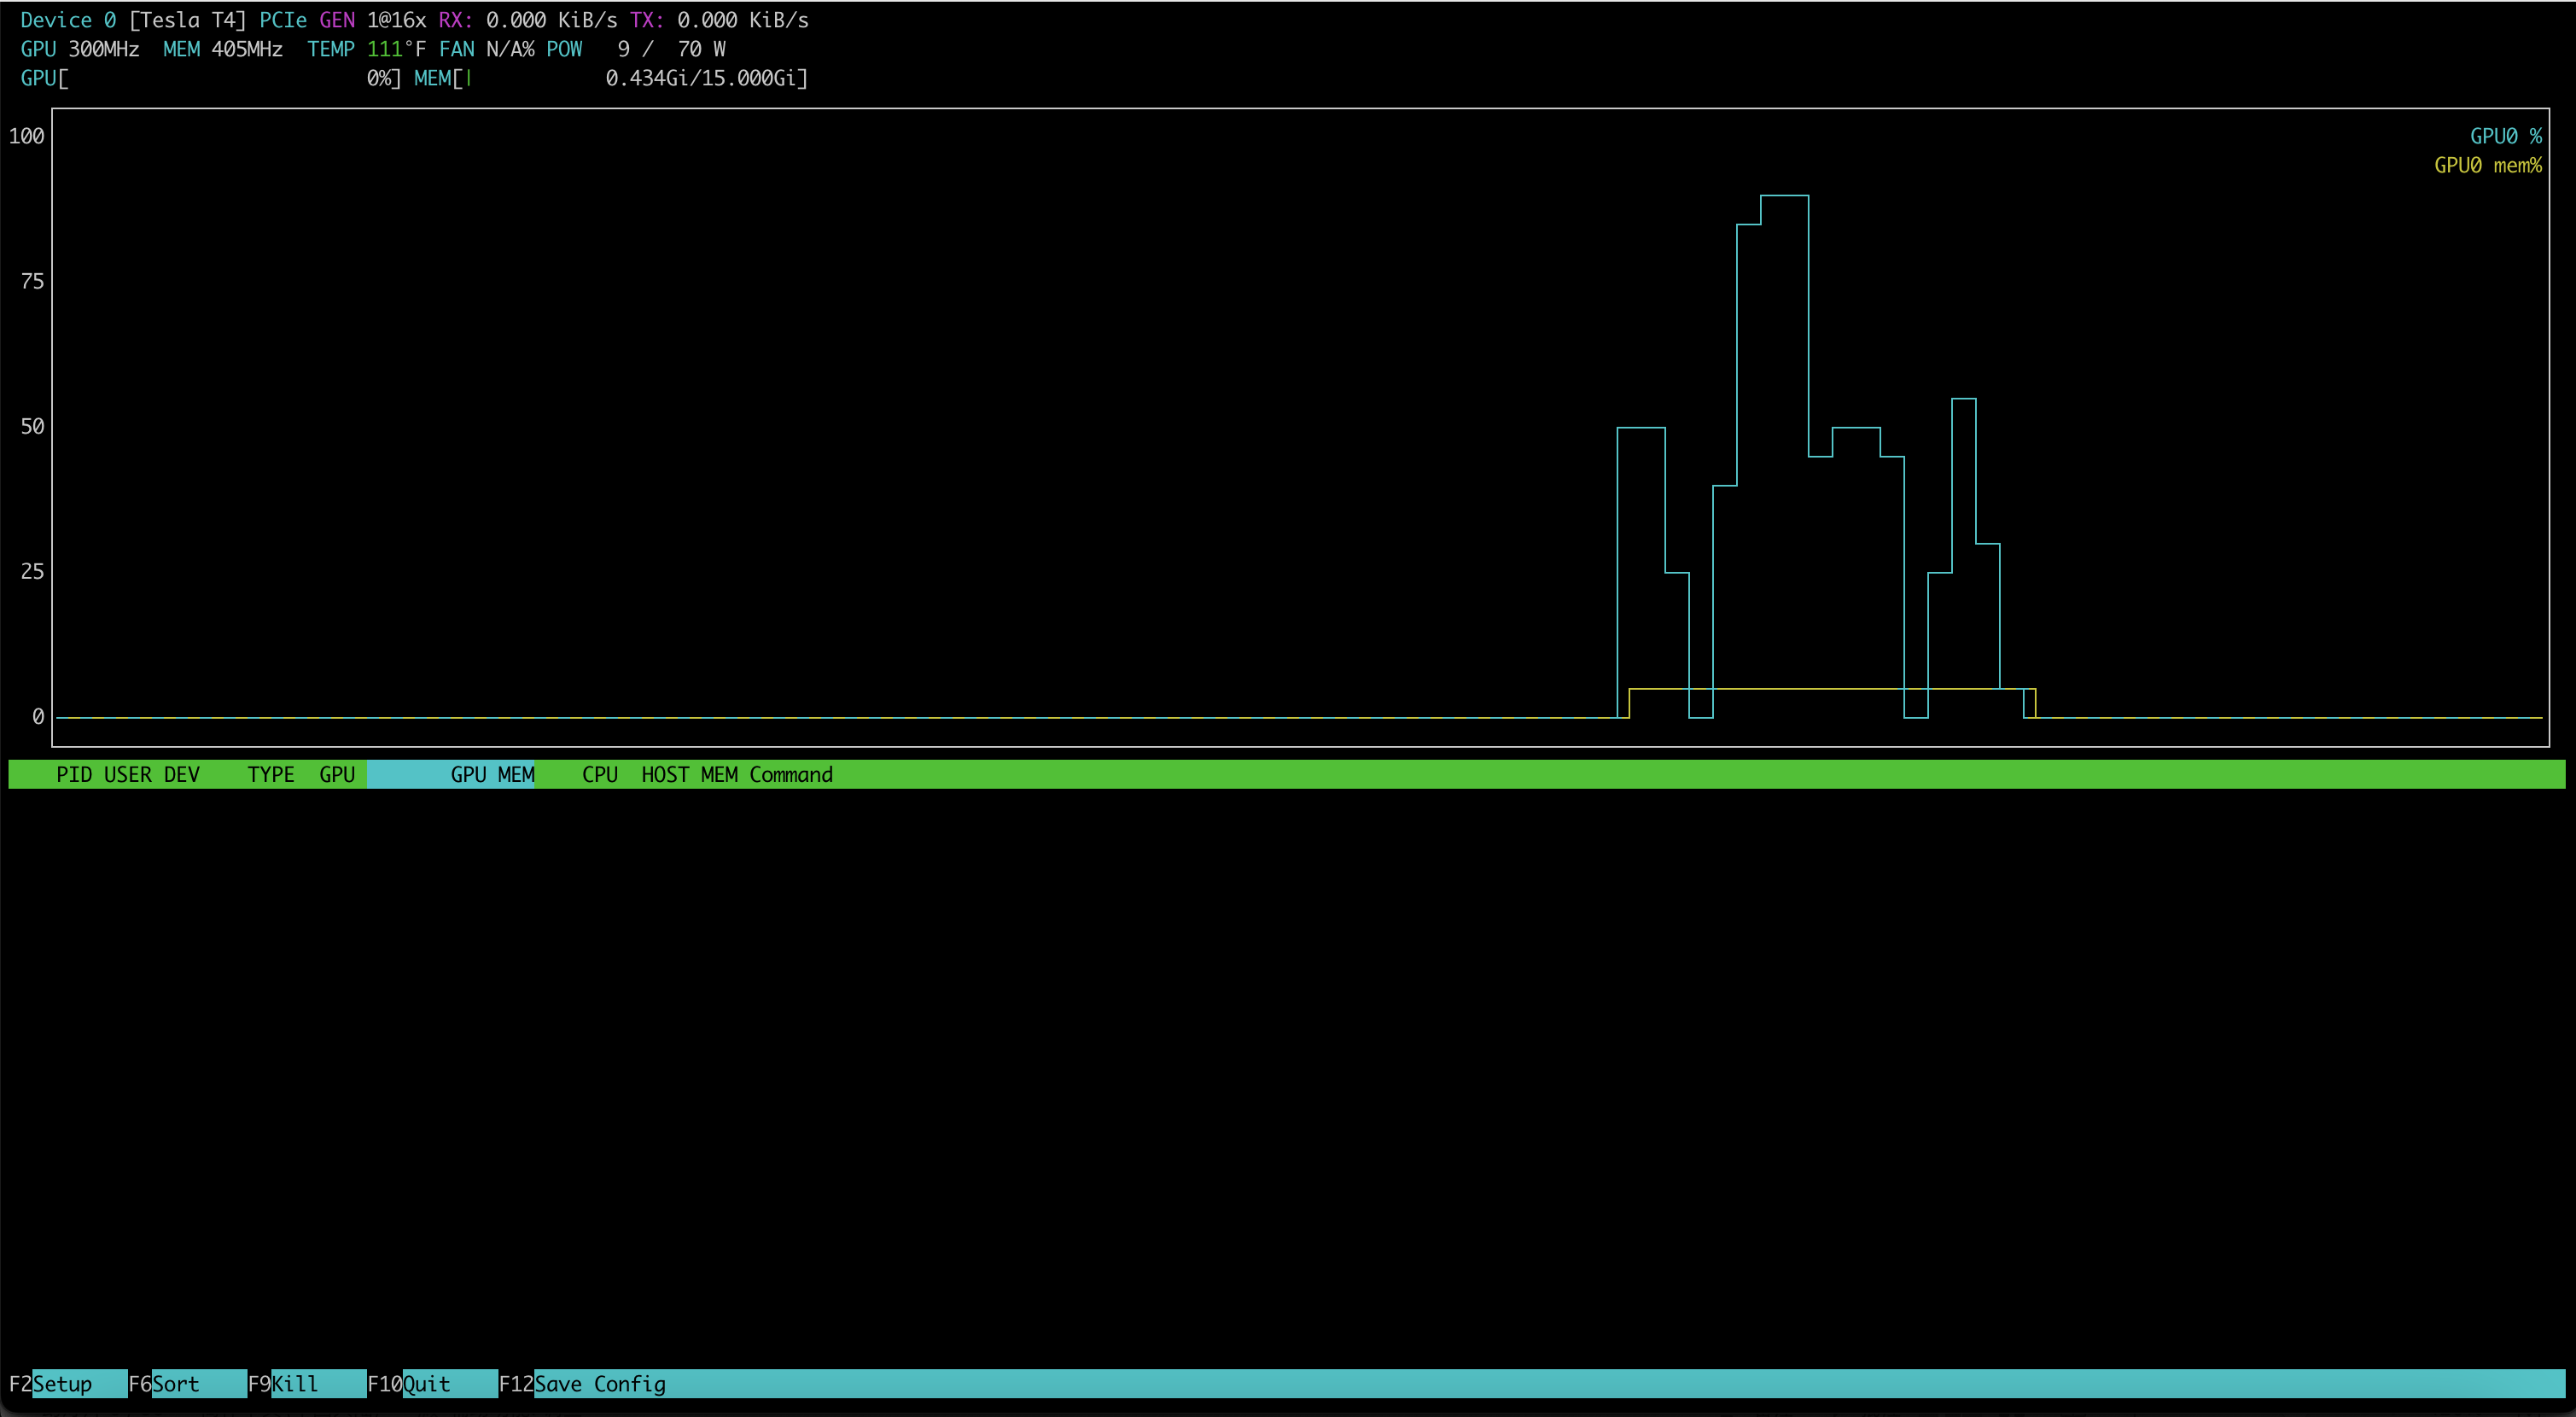 Device 0 [Tesla T4] PCIe GEN 1@16x RX: 0.000 KiB/s TX: 0.000 KiB/s
GPU 300MHz MEM 405MHz TEMP 111°F FAN N/A% POW 9 / 70 W
GPU[ 0%] MEM[| 0.434Gi/15.000Gi]
100
GPU0 %
GPU0 mem%
75
50
25
0
PID USER DEV TYPE GPU GPU MEM CPU HOST MEM Command
F2Setup F6Sort F9Kill F10Quit F12Save Config